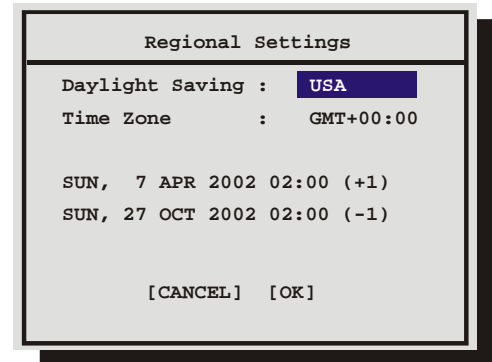 Regional Settings
Daylight Saving : USA
Time Zone : GMT+00:00
SUN, 7 APR 2002 02:00 (+1)
SUN, 27 OCT 2002 02:00 (-1)
[CANCEL] [OK]